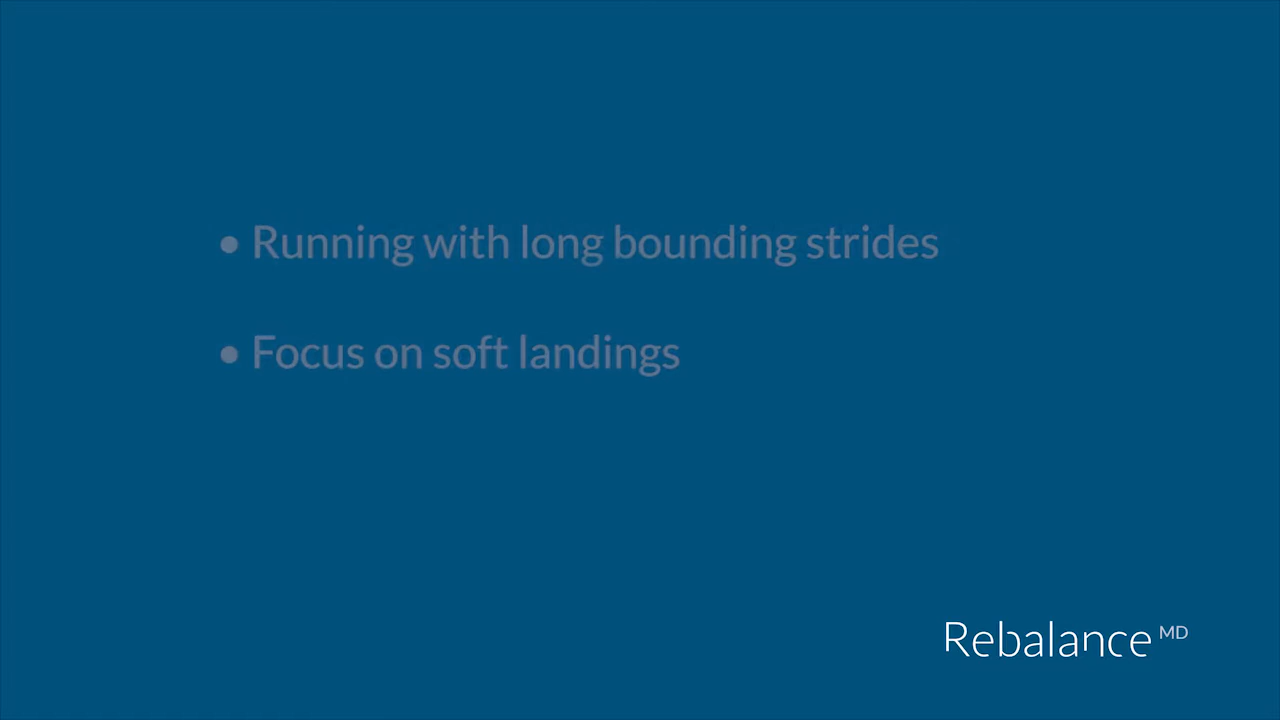 • Running with long bounding strides
• Focus on soft landings
Rebalance MD